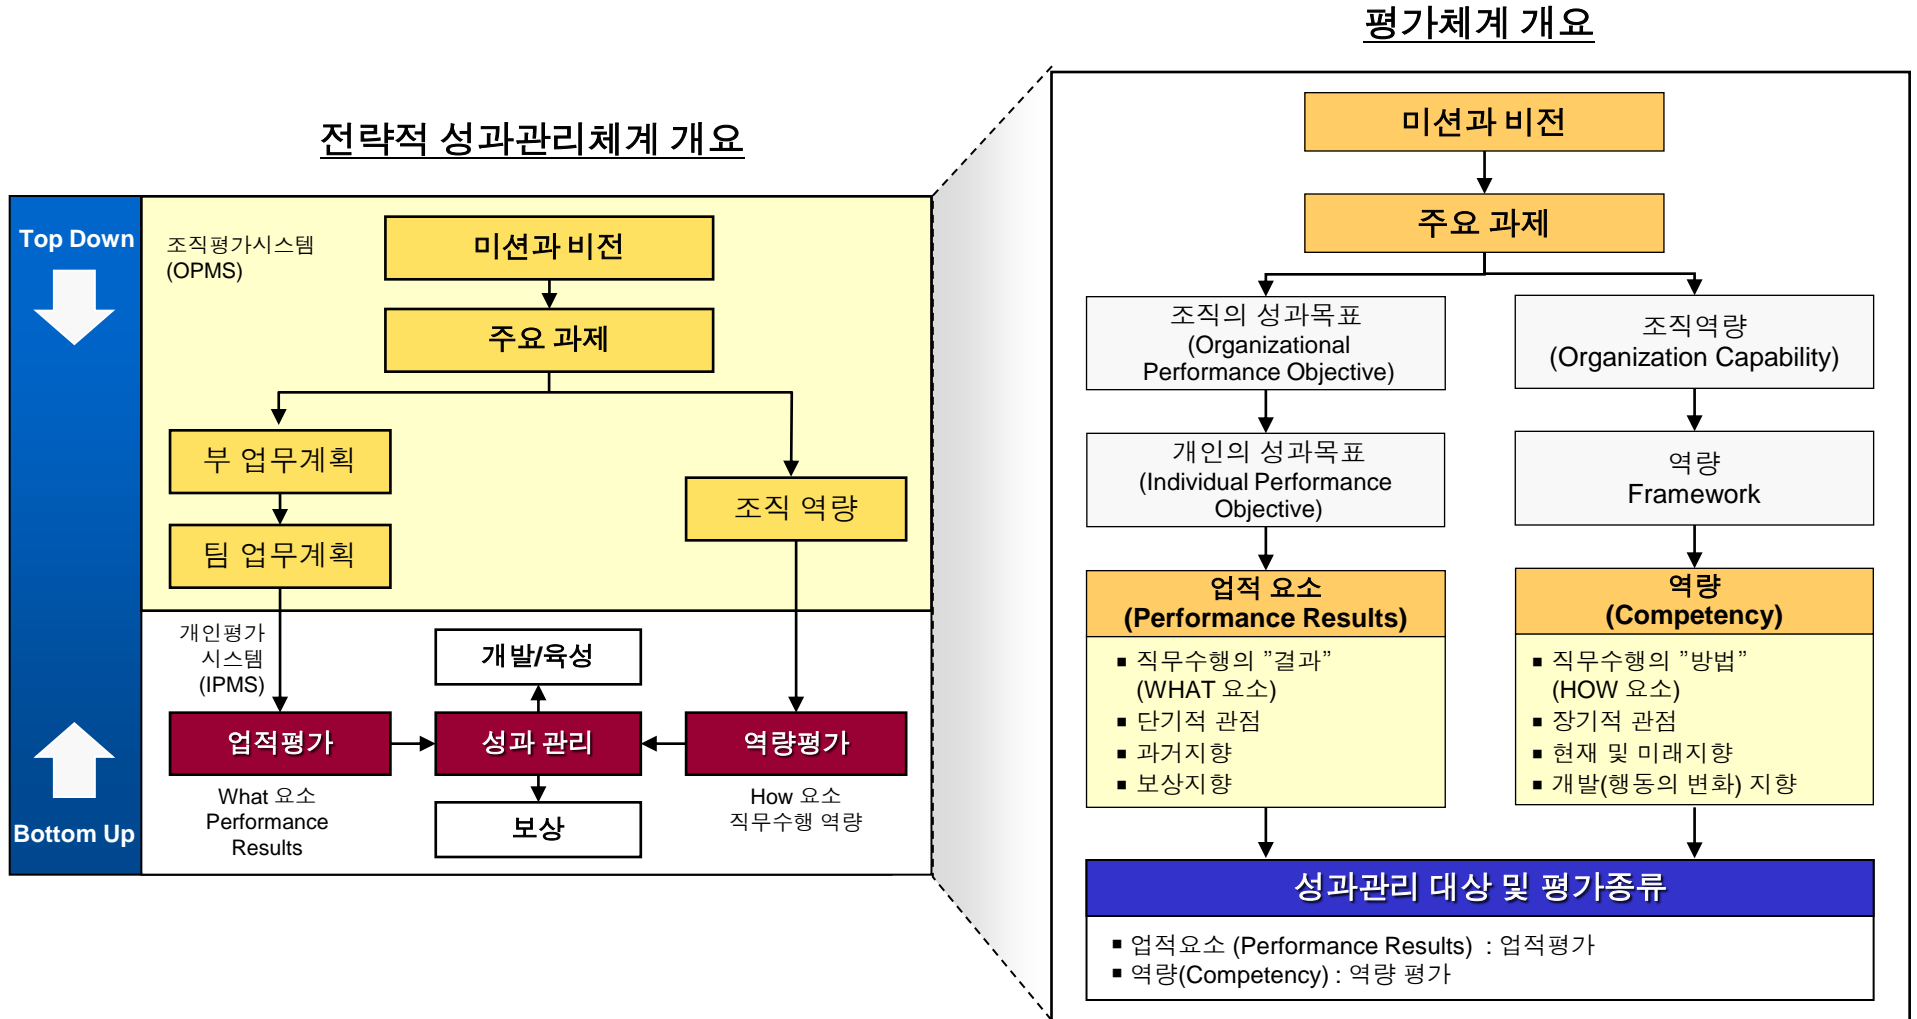 전략적 성과관리체계 개요
Top Down
Bottom Up
조직평가시스템
(OPMS)
미션과 비전
주요 과제
부 업무계획
팀 업무계획
조직 역량
개인평가
시스템
(IPMS)
개발/육성
업적평가
성과 관리
역량평가
What 요소
Performance
Results
보상
How 요소
직무수행 역량
평가체계 개요
미션과 비전
주요 과제
조직의 성과목표
(Organizational
Performance Objective)
조직역량
(Organization Capability)
개인의 성과목표
(Individual Performance
Objective)
역량
Framework
업적 요소
(Performance Results)
▪ 직무수행의 ”결과”
(WHAT 요소)
▪ 단기적 관점
▪ 과거지향
▪ 보상지향
역량
(Competency)
▪ 직무수행의 ”방법”
(HOW 요소)
▪ 장기적 관점
▪ 현재 및 미래지향
▪ 개발(행동의 변화) 지향
성과관리 대상 및 평가종류
▪ 업적요소 (Performance Results) : 업적평가
▪ 역량(Competency) : 역량 평가